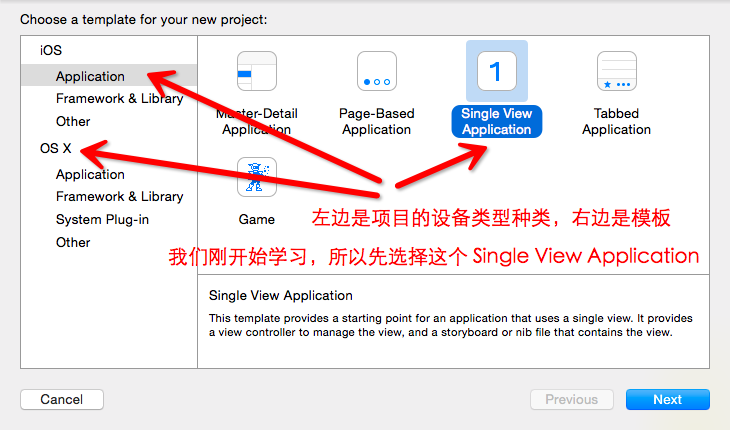 Choose a template for your new project:
iOS
Application
Framework & Library
Other
OS X
Application
Framework & Library
System Plug-in
Other
Master-Detail
Application
Page-Based
Application
1
Single View
Application
Tabbed
Application
Game
左边是项目的设备类型种类，右边是模板
我们刚开始学习，所以先选择这个 Single View Application
Single View Application
This template provides a starting point for an application that uses a single view. It provides
a view controller to manage the view, and a storyboard or nib file that contains the view.
Cancel
Previous
Next